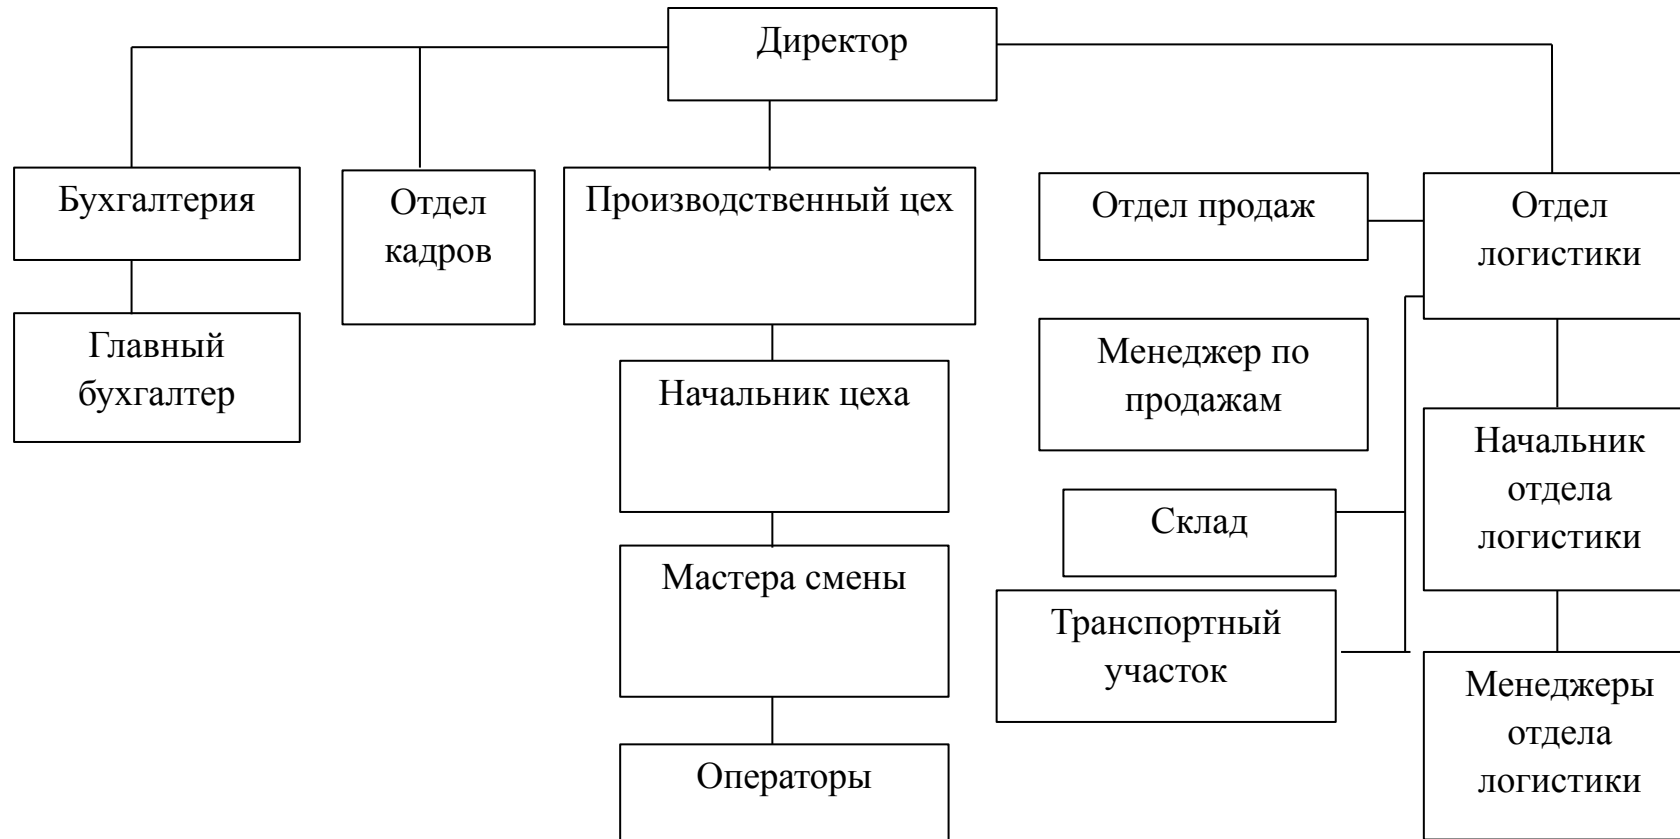 Директор
Бухгалтерия
Отдел
кадров
Производственный цех
Отдел продаж
Отдел
логистики
Главный
бухгалтер
Начальник цеха
Менеджер по
продажам
Начальник
отдела
логистики
Склад
Мастера смены
Транспортный
участок
Менеджеры
отдела
логистики
Операторы